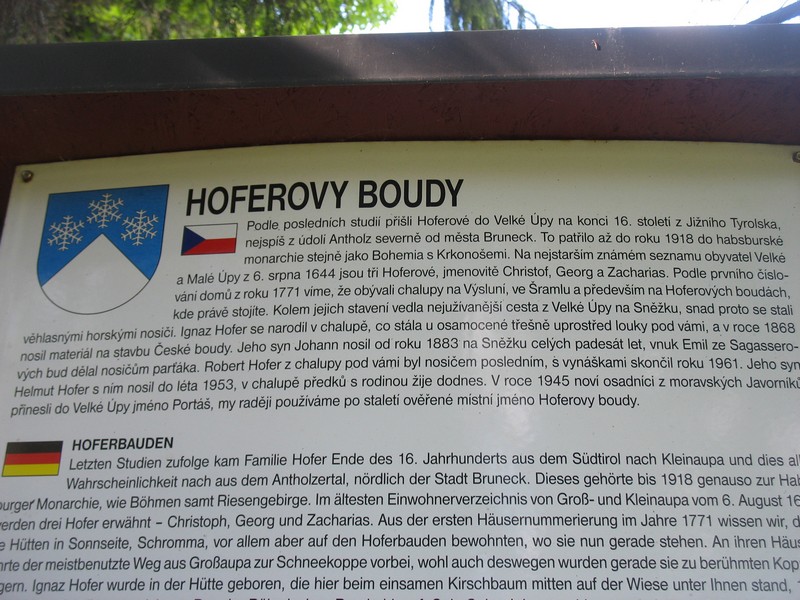 HOFEROVY BOUDY
Podle posledních studií přišli Hoferové do Velké Úpy na konci 16. století z Jižního Tyrolska,
nejspíš z údolí Antholz severně od města Bruneck. To patřilo až do roku 1918 do habsburské
monarchie stejně jako Bohemia s Krkonošemi. Na nejstarším známém seznamu obyvatel Velké
a Malé Úpy z 6. srpna 1644 jsou tři Hoferové, jmenovitě Christof, Georg a Zacharias. Podle prvního číslo-
vání domů z roku 1771 víme, že obývali chalupy na Výsluní, ve Šramlu a především na Hoferových boudách,
kde právě stojíte. Kolem jejich stavení vedla nejužívanější cesta z Velké Úpy na Sněžku, snad proto se stali
věhlasnými horskými nosiči. Ignaz Hofer se narodil v chalupě, co stála u osamocené třešně uprostřed louky pod vámi, a v roce 1868
nosil materiál na stavbu České boudy. Jeho syn Johann nosil od roku 1883 na Sněžku celých padesát let, vnuk Emil ze Sagassero-
vých bud dělal nosičům parťáka. Robert Hofer z chalupy pod vámi byl nosičem posledním, s vynáškami skončil roku 1961. Jeho syn
Helmut Hofer s ním nosil do léta 1953, v chalupě předků s rodinou žije dodnes. V roce 1945 noví osadníci z moravských Javorníků
přinesli do Velké Úpy jméno Portáš, my raději používáme po staletí ověřené místní jméno Hoferovy boudy.
HOFERBAUDEN
Letzten Studien zufolge kam Familie Hofer Ende des 16. Jahrhunderts aus dem Südtirol nach Kleinaupa und dies al
Wahrscheinlichkeit nach aus dem Antholzertal, nördlich der Stadt Bruneck. Dieses gehörte bis 1918 genauso zur Hab
burger Monarchie, wie Böhmen samt Riesengebirge. Im ältesten Einwohnerverzeichnis von Groß- und Kleinaupa vom 6. August 16
werden drei Hofer erwähnt – Christoph, Georg und Zacharias. Aus der ersten Häusernummerierung im Jahre 1771 wissen wir, d
e Hütten in Sonnseite, Schromma, vor allem aber auf den Hoferbauden bewohnten, wo sie nun gerade stehen. An ihren Häus
hrte der meistbenutzte Weg aus Großaupa zur Schneekoppe vorbei, wohl auch deswegen wurden gerade sie zu berühmten Kop
gern. Ignaz Hofer wurde in der Hütte geboren, die hier beim einsamen Kirschbaum mitten auf der Wiese unter Ihnen stand, 1